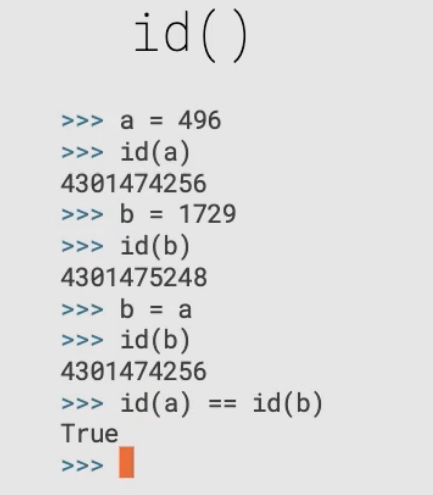 id()
>>> a = 496
>>> id(a)
4301474256
>>> b = 1729
>>> id(b)
4301475248
>>> b = a
>>> id(b)
4301474256
>>> id(a) == id(b)
True
>>>